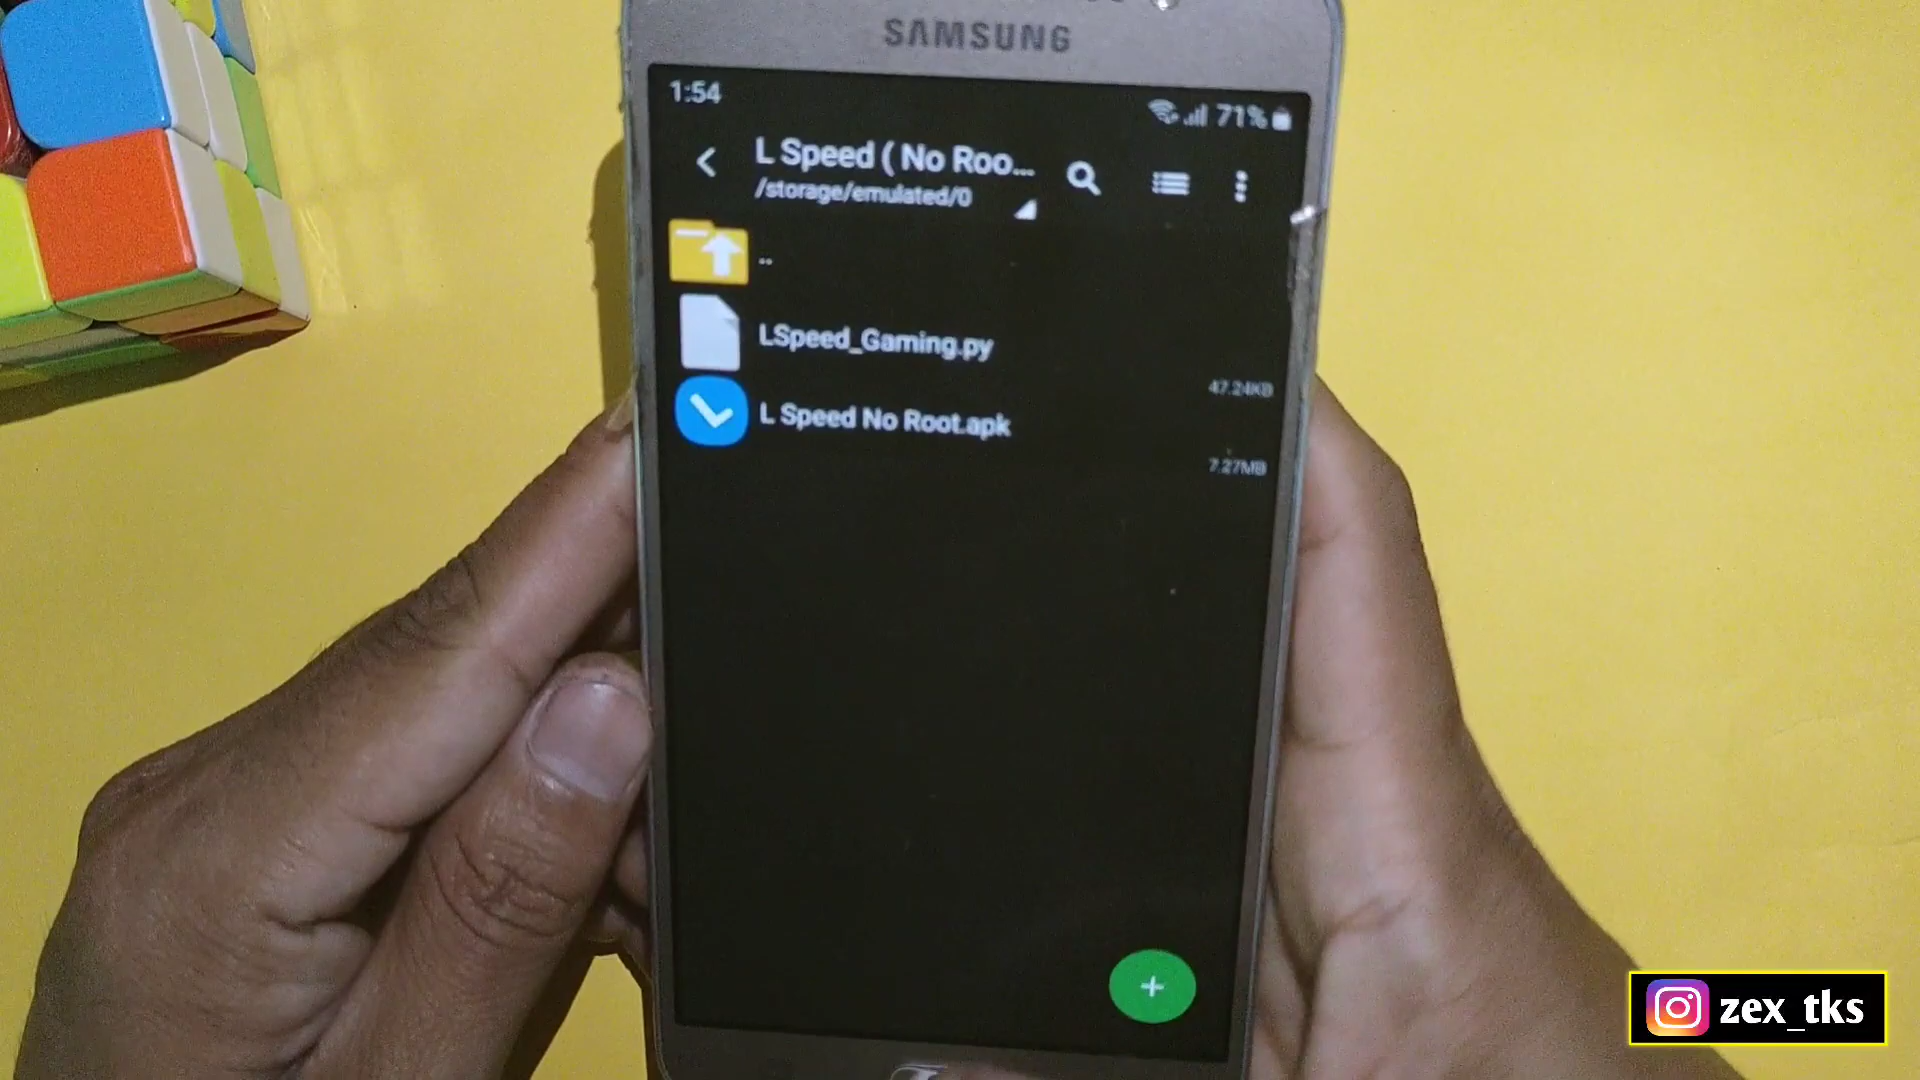 SAMSUNG
1:54
71%
L Speed ( No Roo...
/storage/emulated/0
..
LSpeed_Gaming.py
47.24KB
L Speed No Root.apk
7.27MB
+
zex_tks